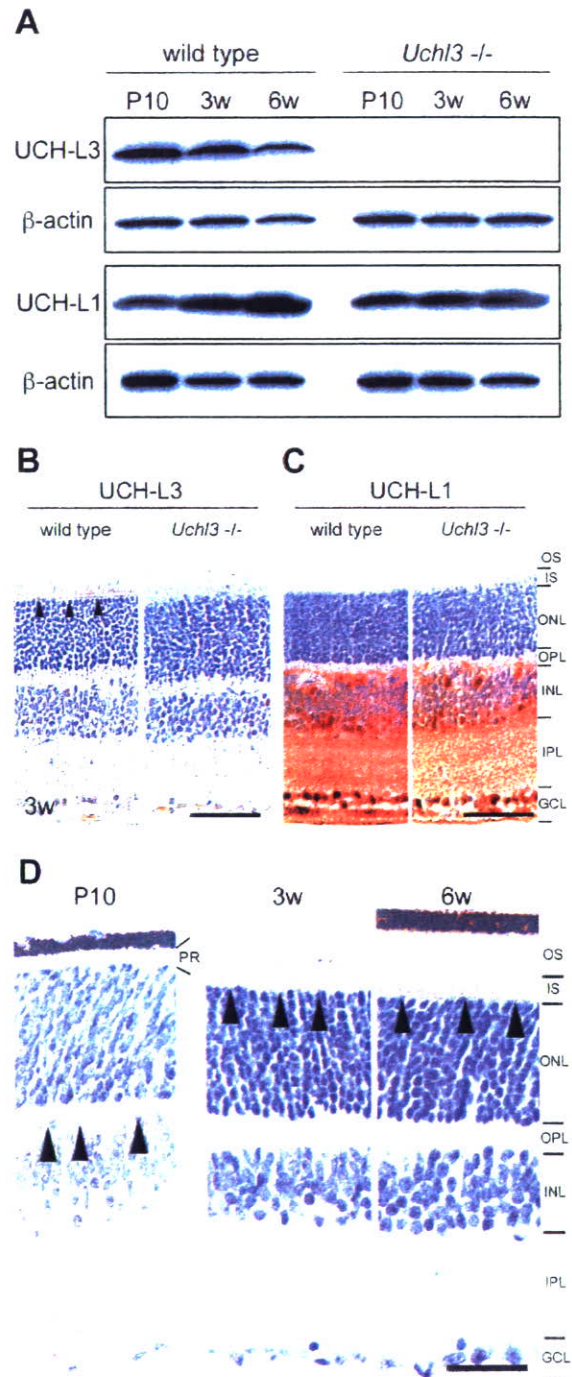 A
wild type Uchl3 -/-
P10 3w 6w P10 3w 6w
UCH-L3
β-actin
UCH-L1
β-actin
B
UCH-L3
wild type Uchl3 -/-
3w
C
UCH-L1
wild type Uchl3 -/-
OS
IS
ONL
OPL
INL
IPL
GCL
D
P10 3w 6w
PR
OS
IS
ONL
OPL
INL
IPL
GCL